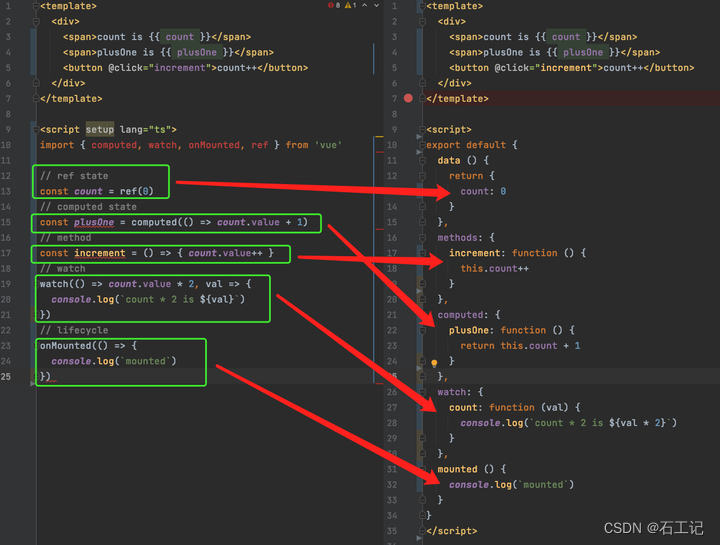 1 <template>
2 <div>
3 <span>count is {{ count }}</span>
4 <span>plusOne is {{ plusOne }}</span>
5 <button @click="increment">count++</button>
6 </div>
7 </template>
8
9 <script setup lang="ts">
10 import { computed, watch, onMounted, ref } from 'vue'
11
12 // ref state
13 const count = ref(0)
14 // computed state
15 const plusOne = computed(() => count.value + 1)
16 // method
17 const increment = () => { count.value++ }
18 // watch
19 watch(() => count.value * 2, val => {
20 console.log(`count * 2 is ${val}`)
21 })
22 // lifecycle
23 onMounted(() => {
24 console.log(`mounted`)
25 })
8 1
1 <template>
2 <div>
3 <span>count is {{ count }}</span>
4 <span>plusOne is {{ plusOne }}</span>
5 <button @click="increment">count++</button>
6 </div>
7 </template>
8
9 <script>
10 export default {
11 data () {
12 return {
13 count: 0
14 }
15 },
16 methods: {
17 increment: function () {
18 this.count++
19 }
20 },
21 computed: {
22 plusOne: function () {
23 return this.count + 1
24 }
25 },
26 watch: {
27 count: function (val) {
28 console.log(`count * 2 is ${val * 2}`)
29 }
30 },
31 mounted () {
32 console.log(`mounted`)
33 }
34 }
35 </script>
CSDN @石工记